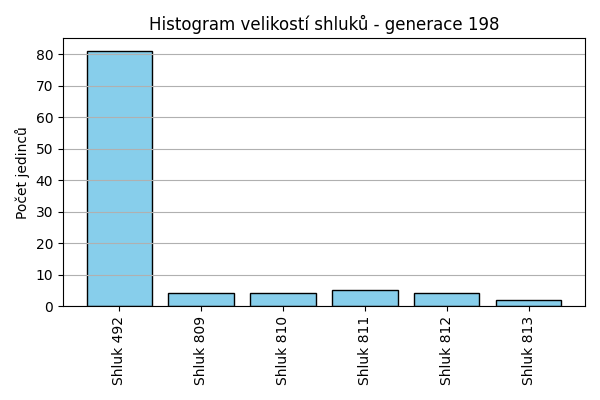 Histogram velikostí shluků - generace 198
Počet jedinců
80
70
60
50
40
30
20
10
0
Shluk 492
Shluk 809
Shluk 810
Shluk 811
Shluk 812
Shluk 813